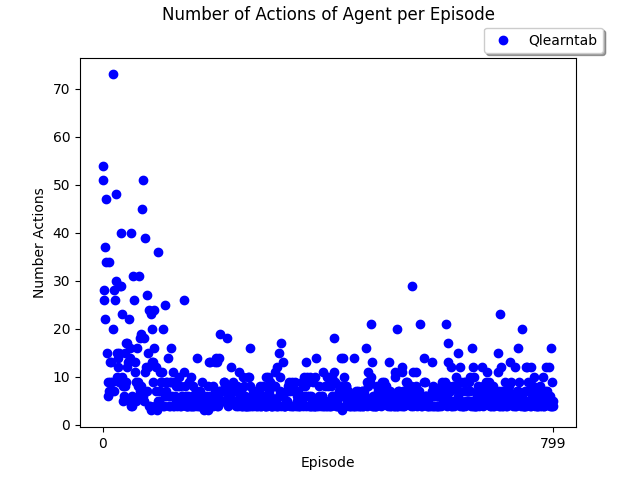 Number of Actions of Agent per Episode
Qlearntab
70
60
50
40
30
20
10
0
Number Actions
0 799
Episode